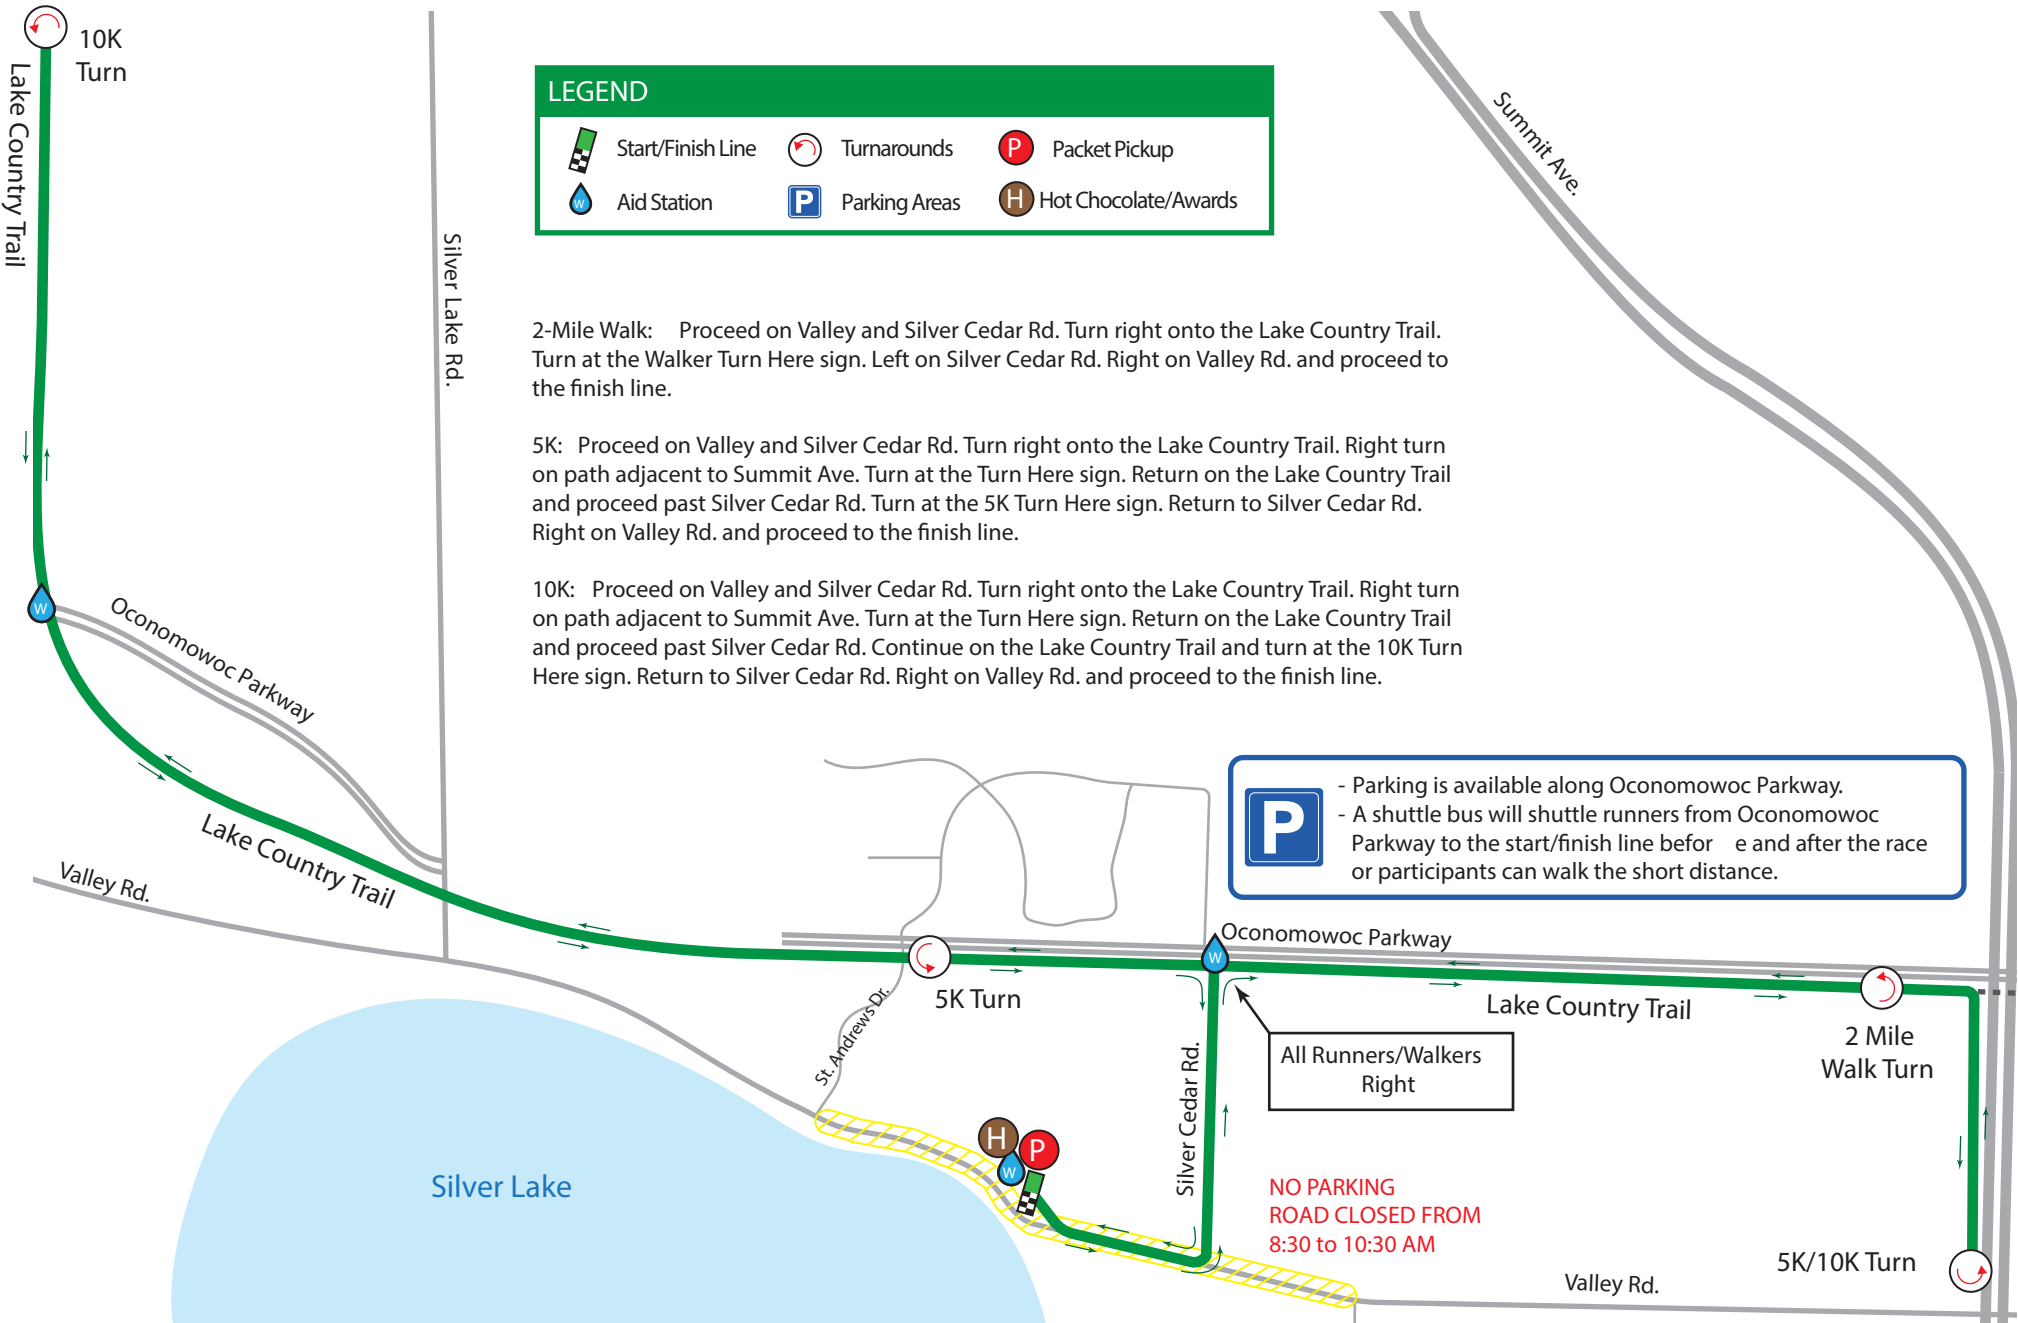 10K
Turn
Lake Country Trail
Silver Lake Rd.
LEGEND
Start/Finish Line
Turnarounds
P
Packet Pickup
W
Aid Station
P
Parking Areas
H
Hot Chocolate/Awards
Summit Ave.
2-Mile Walk: Proceed on Valley and Silver Cedar Rd. Turn right onto the Lake Country Trail.
Turn at the Walker Turn Here sign. Left on Silver Cedar Rd. Right on Valley Rd. and proceed to
the finish line.
5K: Proceed on Valley and Silver Cedar Rd. Turn right onto the Lake Country Trail. Right turn
on path adjacent to Summit Ave. Turn at the Turn Here sign. Return on the Lake Country Trail
and proceed past Silver Cedar Rd. Turn at the 5K Turn Here sign. Return to Silver Cedar Rd.
Right on Valley Rd. and proceed to the finish line.
10K: Proceed on Valley and Silver Cedar Rd. Turn right onto the Lake Country Trail. Right turn
on path adjacent to Summit Ave. Turn at the Turn Here sign. Return on the Lake Country Trail
and proceed past Silver Cedar Rd. Continue on the Lake Country Trail and turn at the 10K Turn
Here sign. Return to Silver Cedar Rd. Right on Valley Rd. and proceed to the finish line.
W
Oconomowoc Parkway
Lake Country Trail
Valley Rd.
P
- Parking is available along Oconomowoc Parkway.
- A shuttle bus will shuttle runners from Oconomowoc
Parkway to the start/finish line befor e and after the race
or participants can walk the short distance.
W
Oconomowoc Parkway
5K Turn
Lake Country Trail
2 Mile
Walk Turn
St. Andrews Dr.
Silver Cedar Rd.
All Runners/Walkers
Right
H
P
W
Silver Lake
NO PARKING
ROAD CLOSED FROM
8:30 to 10:30 AM
5K/10K Turn
Valley Rd.